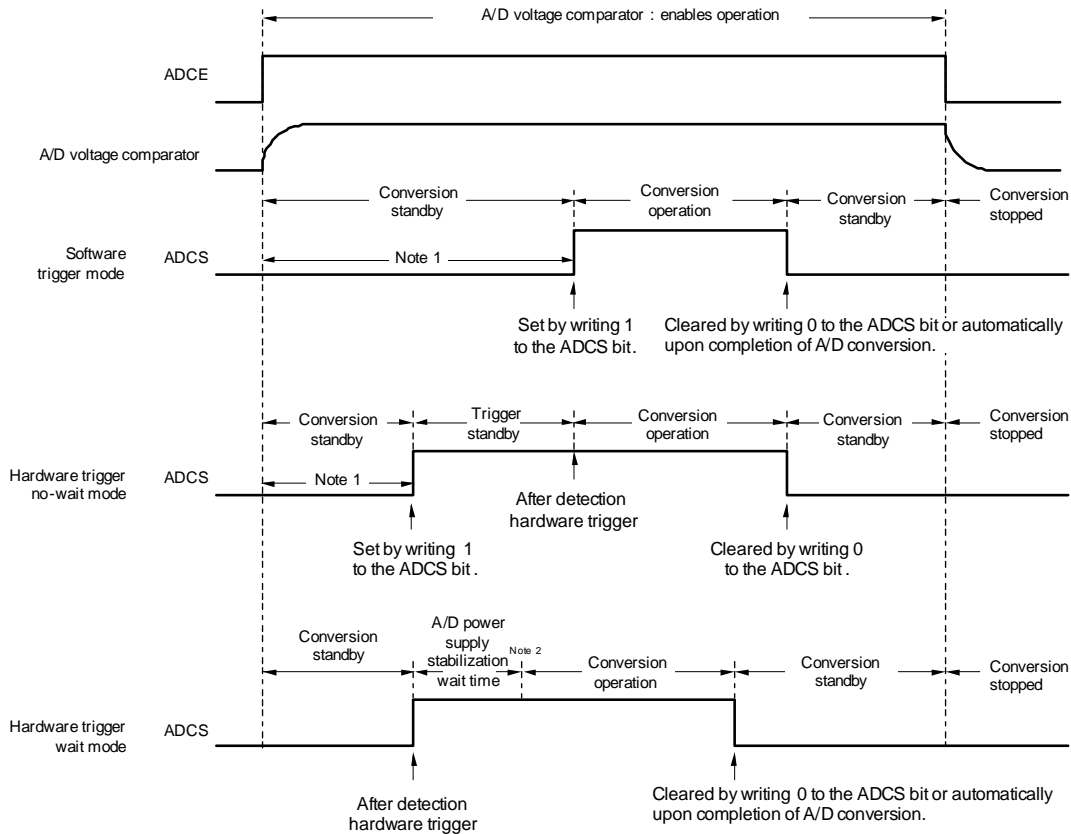 A/D voltage comparator : enables operation
ADCE
A/D voltage comparator
Conversion
standby
Conversion
operation
Conversion
standby
Conversion
stopped
Software
trigger mode
ADCS
Note 1
Set by writing 1
to the ADCS bit.
Cleared by writing 0 to the ADCS bit or automatically
upon completion of A/D conversion.
Conversion
standby
Trigger
standby
Conversion
operation
Conversion
standby
Conversion
stopped
Hardware trigger
no-wait mode
ADCS
Note 1
After detection
hardware trigger
Set by writing 1
to the ADCS bit .
Cleared by writing 0
to the ADCS bit .
Conversion
standby
A/D power
supply
stabilization
wait time
Note 2
Conversion
operation
Conversion
standby
Conversion
stopped
Hardware trigger
wait mode
ADCS
After detection
hardware trigger
Cleared by writing 0 to the ADCS bit or automatically
upon completion of A/D conversion.